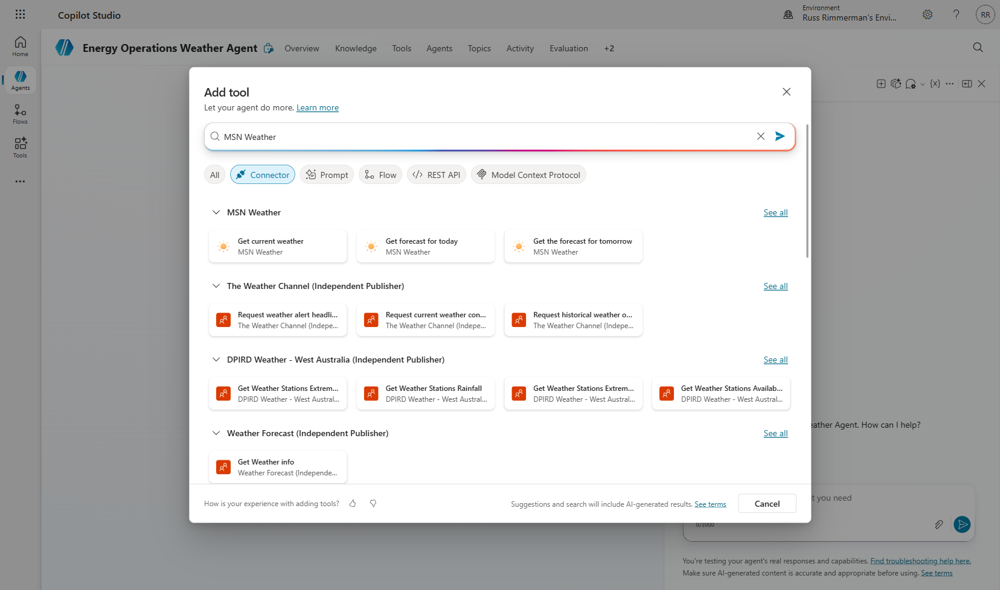 Copilot Studio
Environment
Russ Rimmerman's Envi...
RR
Home
Agents
Flows
Tools
Energy Operations Weather Agent
Overview
Knowledge
Tools
Agents
Topics
Activity
Evaluation
+2
Add tool
Let your agent do more. Learn more
MSN Weather
All
Connector
Prompt
Flow
REST API
Model Context Protocol
MSN Weather
See all
Get current weather
MSN Weather
Get forecast for today
MSN Weather
Get the forecast for tomorrow
MSN Weather
The Weather Channel (Independent Publisher)
See all
Request weather alert headli...
The Weather Channel (Indepe...
Request current weather con...
The Weather Channel (Indepe...
Request historical weather o...
The Weather Channel (Indepe...
DPIRD Weather - West Australia (Independent Publisher)
See all
Get Weather Stations Extrem...
DPIRD Weather - West Austral...
Get Weather Stations Rainfall
DPIRD Weather - West Austral...
Get Weather Stations Extrem...
DPIRD Weather - West Austral...
Get Weather Stations Availab...
DPIRD Weather - West Austral...
Weather Forecast (Independent Publisher)
See all
Get Weather info
Weather Forecast (Independe...
How is your experience with adding tools?
Suggestions and search will include AI-generated results. See terms
Cancel
eather Agent. How can I help?
t you need
0/2000
You're testing your agent's real responses and capabilities. Find troubleshooting help here.
Make sure AI-generated content is accurate and appropriate before using. See terms